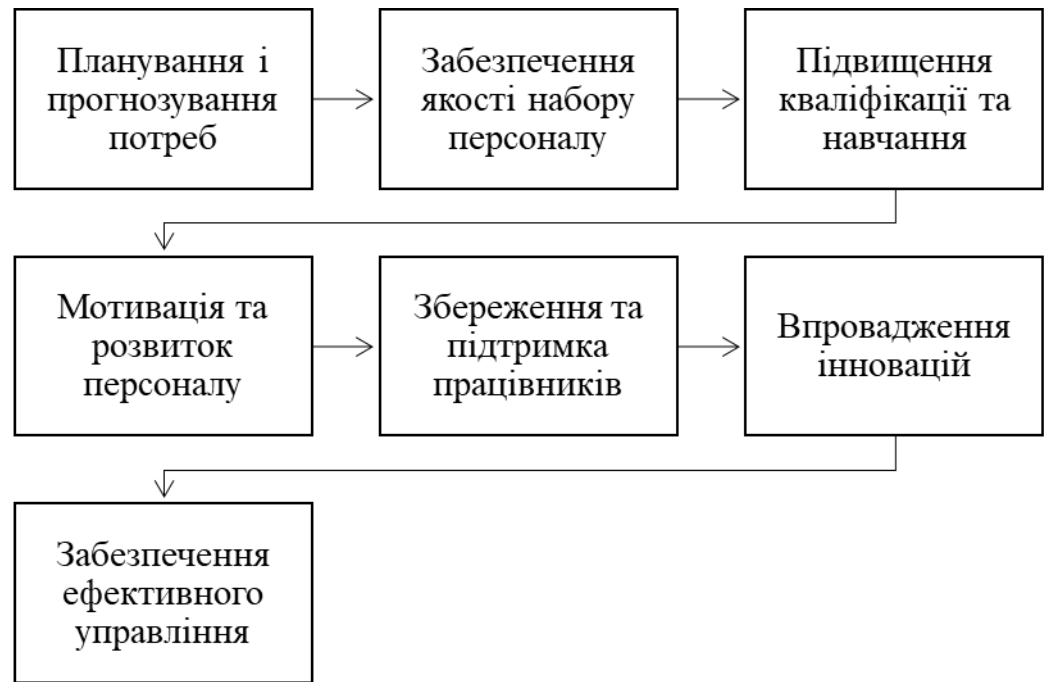 Планування і
прогнозування
потреб
Забезпечення
якості набору
персоналу
Підвищення
кваліфікації та
навчання
Мотивація та
розвиток
персоналу
Збереження та
підтримка
працівників
Впровадження
інновацій
Забезпечення
ефективного
управління